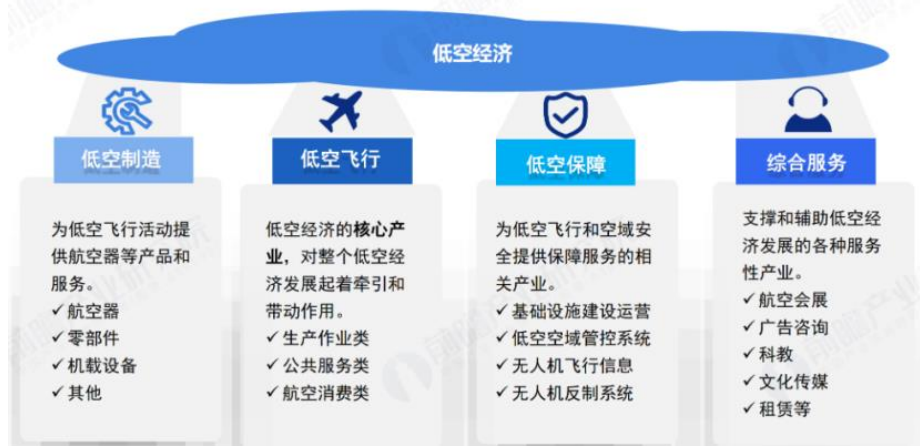 低空经济
低空制造
为低空飞行活动提
供航空器等产品和
服务。
✓航空器
✓零部件
✓机载设备
✓其他
低空飞行
低空经济的核心产
业，对整个低空经
济发展起着牵引和
带动作用。
✓生产作业类
✓公共服务类
✓航空消费类
低空保障
为低空飞行和空域安
全提供保障服务的相
关产业。
✓基础设施建设运营
✓低空空域管控系统
✓无人机飞行信息
✓无人机反制系统
综合服务
支撑和辅助低空经
济发展的各种服务
性产业。
✓航空会展
✓广告咨询
✓科教
✓文化传媒
✓租赁等